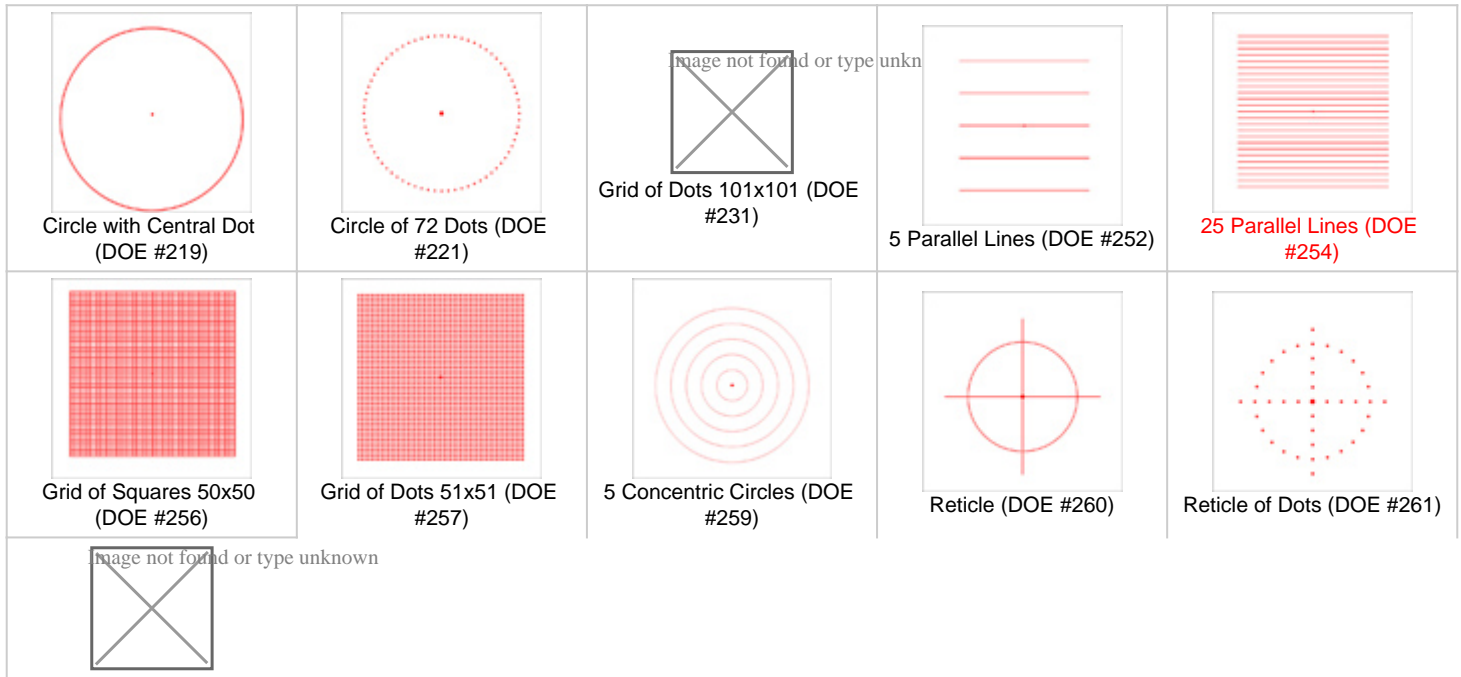 Image not found or type unkn
Circle with Central Dot
(DOE #219)
Circle of 72 Dots (DOE
#221)
Grid of Dots 101x101 (DOE
#231)
5 Parallel Lines (DOE #252)
25 Parallel Lines (DOE
#254)
Grid of Squares 50x50
(DOE #256)
Grid of Dots 51x51 (DOE
#257)
5 Concentric Circles (DOE
#259)
Reticle (DOE #260)
Reticle of Dots (DOE #261)
Image not found or type unknown